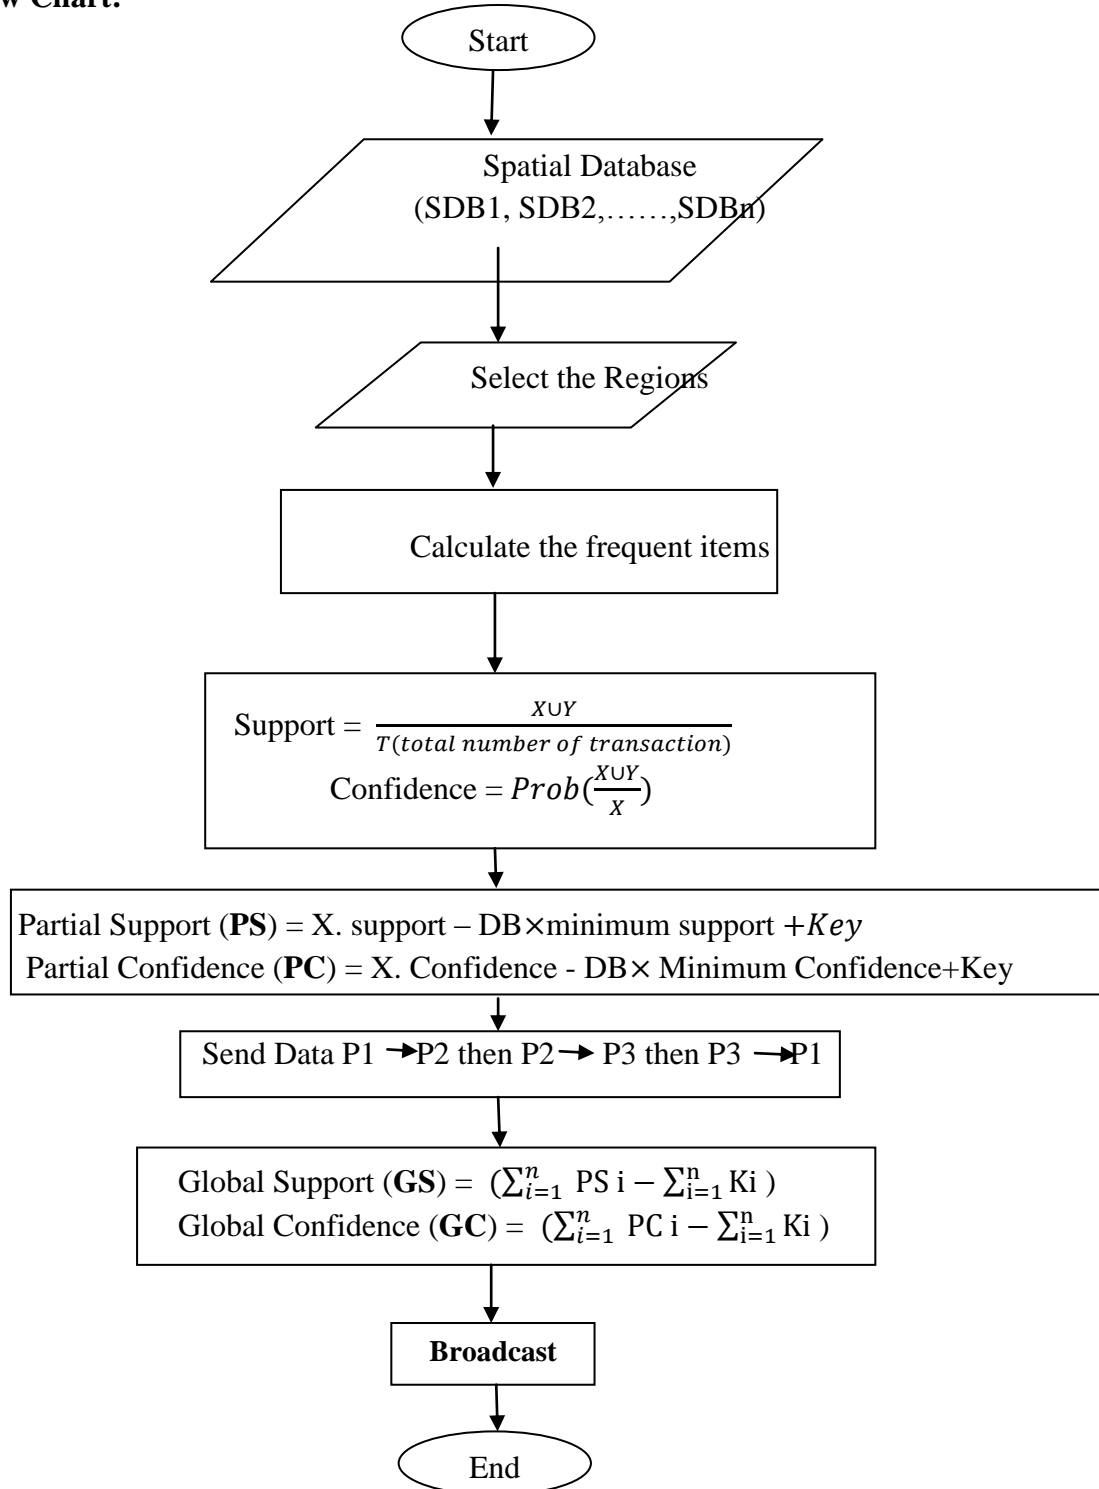 w Chart:
Start
Spatial Database
(SDB1, SDB2,……,SDBn)
Select the Regions
Calculate the frequent items
Support = X∪Y / T(total number of transaction)
Confidence = Prob(X∪Y / X)
Partial Support (PS) = X. support – DB×minimum support +Key
Partial Confidence (PC) = X. Confidence - DB× Minimum Confidence+Key
Send Data P1 → P2 then P2 → P3 then P3 → P1
Global Support (GS) = (∑ⁿᵢ₌₁ PS i − ∑ⁿᵢ₌₁ Ki )
Global Confidence (GC) = (∑ⁿᵢ₌₁ PC i − ∑ⁿᵢ₌₁ Ki )
Broadcast
End